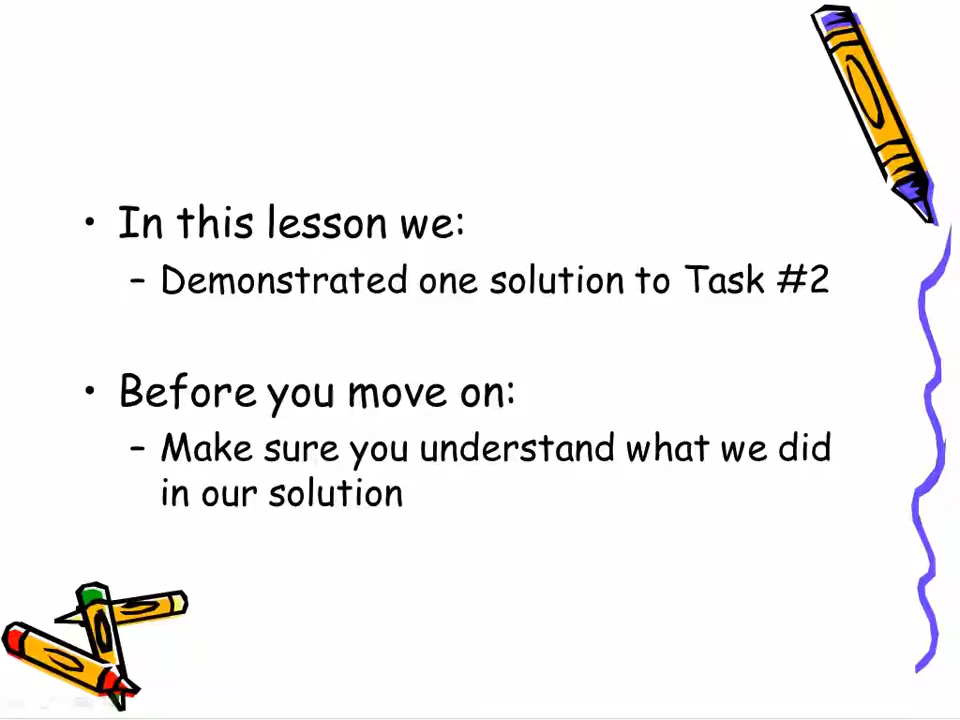 • In this lesson we:
– Demonstrated one solution to Task #2
• Before you move on:
– Make sure you understand what we did
in our solution